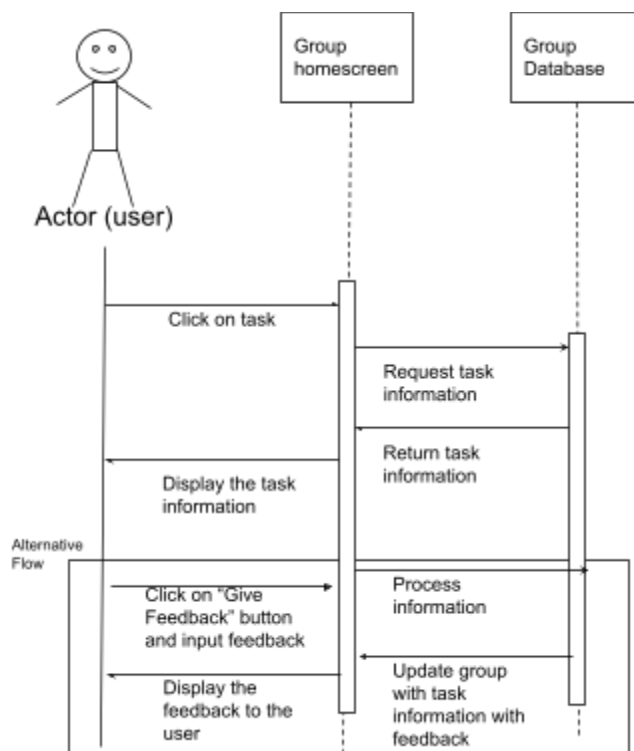 Group
homescreen
Group
Database
Actor (user)
Click on task
Request task
information
Return task
information
Display the task
information
Alternative
Flow
Click on “Give
Feedback” button
and input feedback
Process
information
Display the
feedback to the
user
Update group
with task
information with
feedback